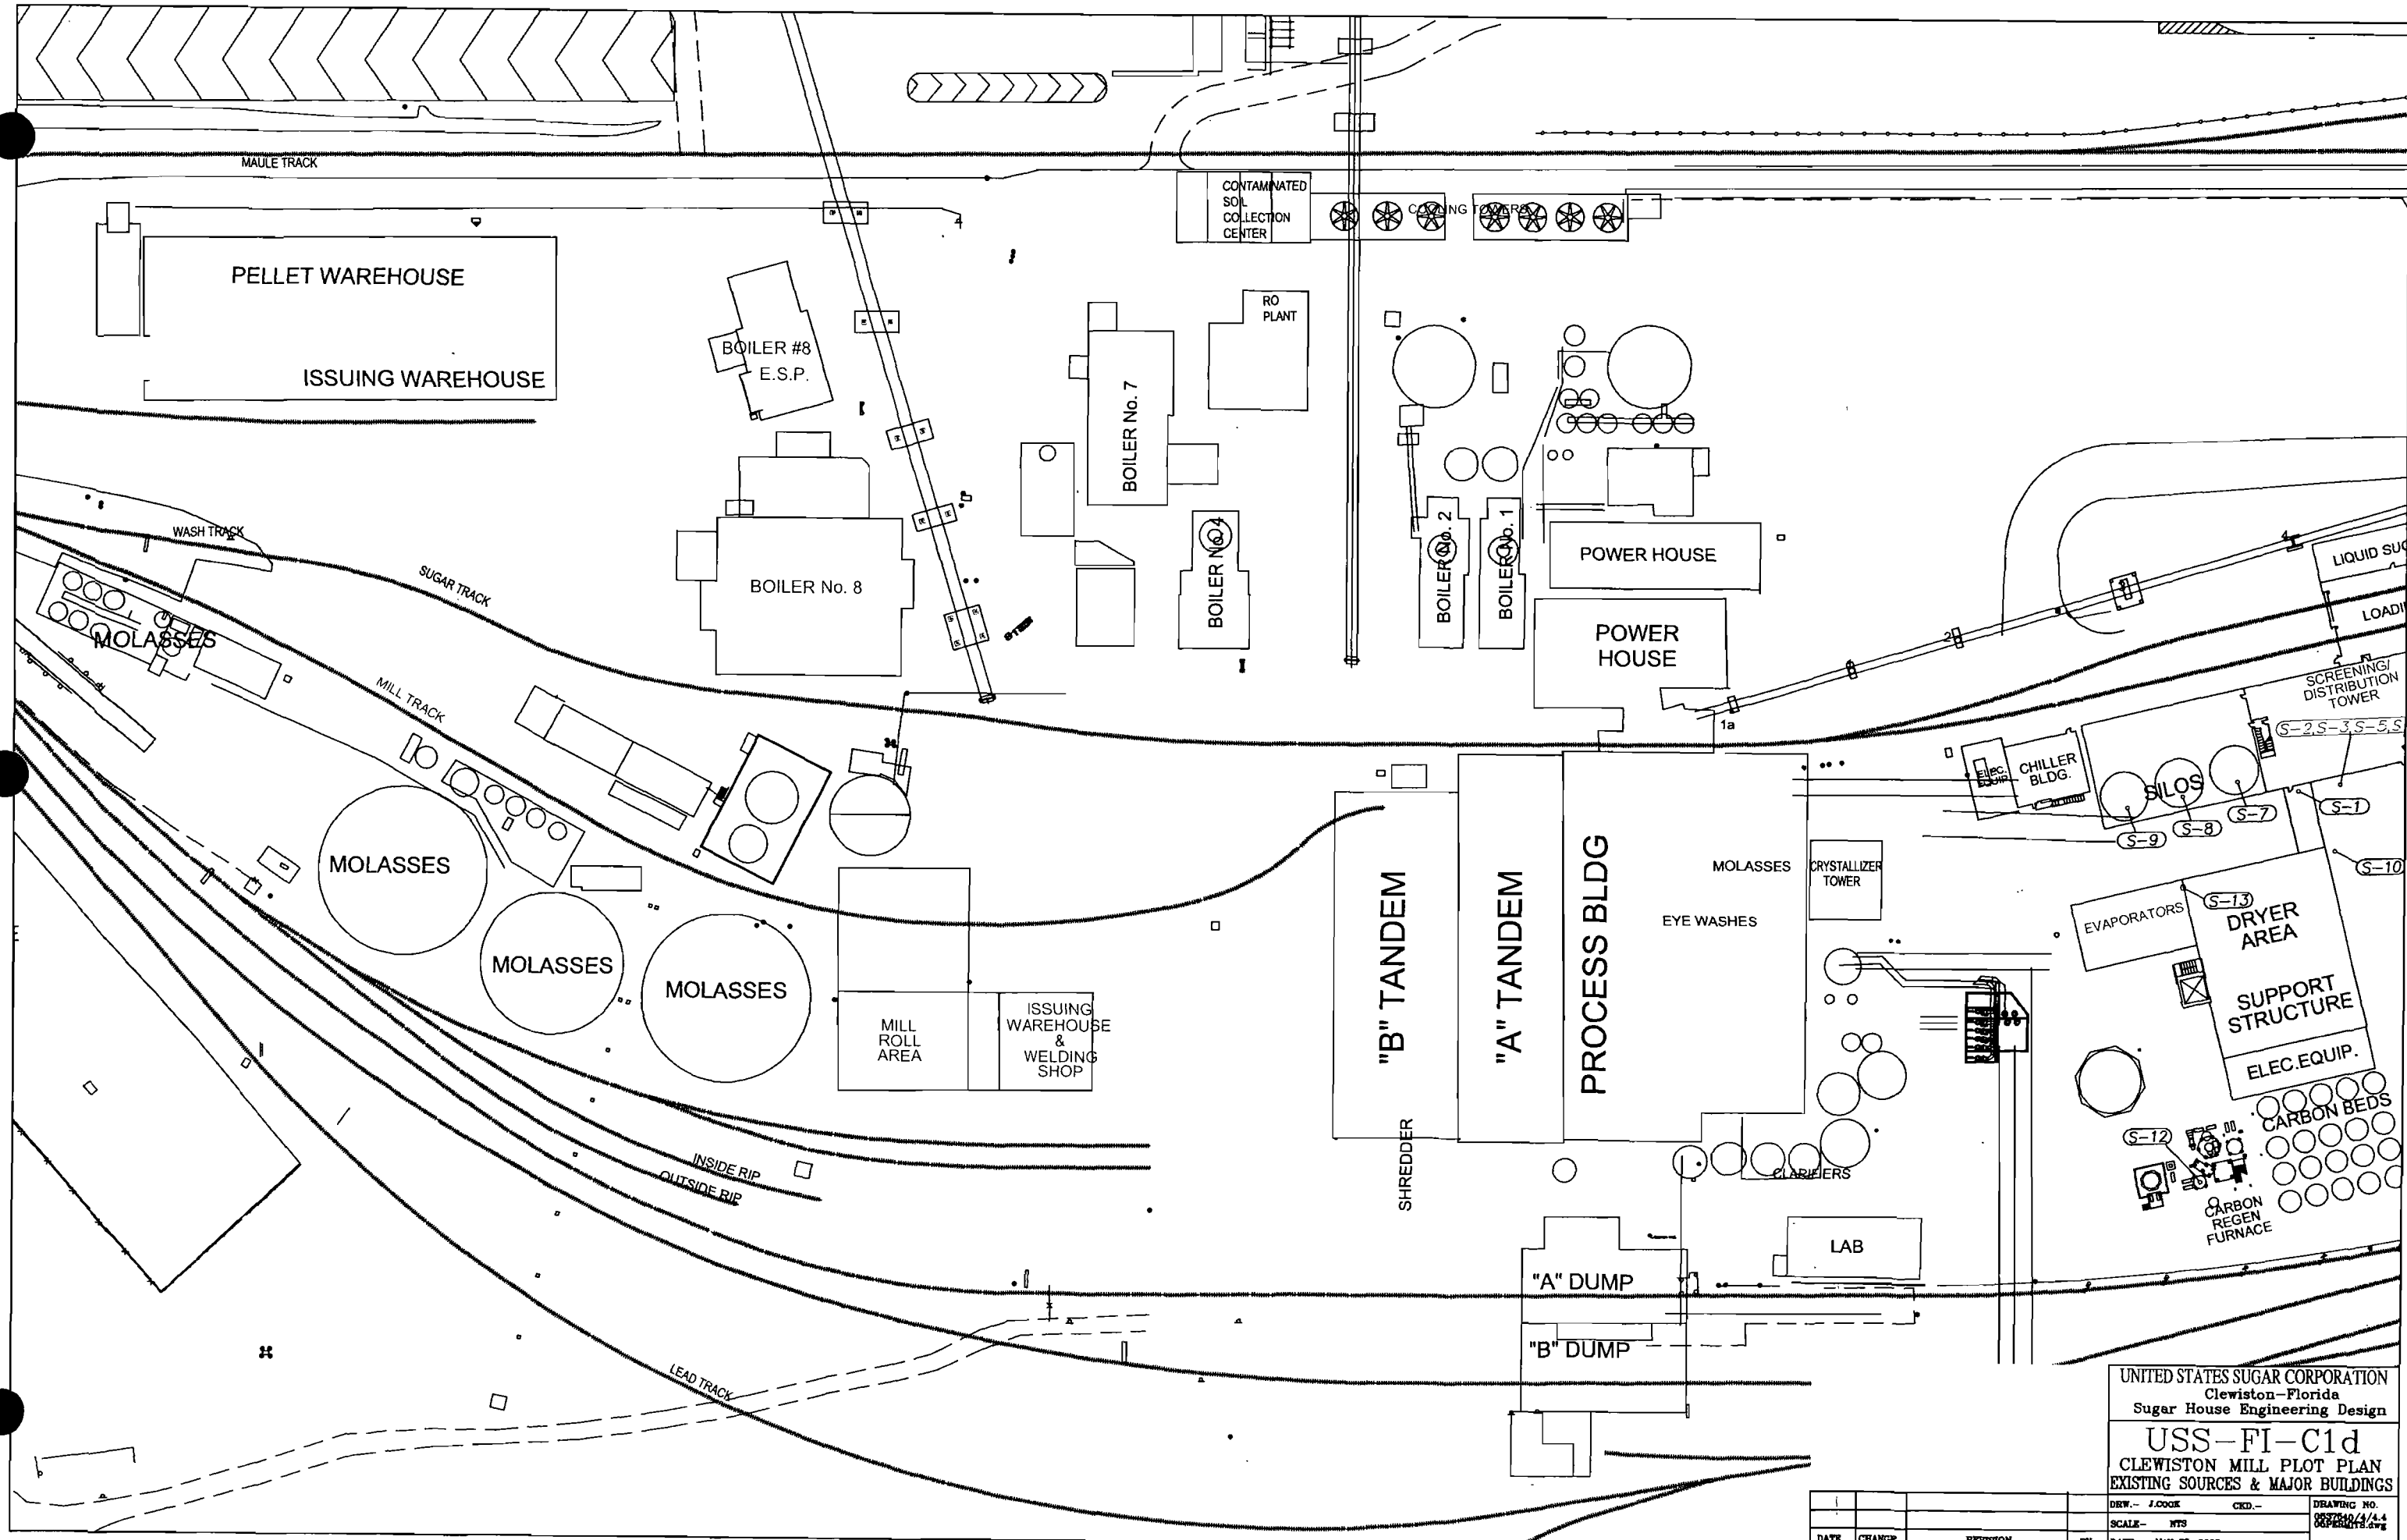 MAULE TRACK
CONTAMINATED
SOIL
COLLECTION
CENTER
COOLING TOWERS
4
PELLET WAREHOUSE
ISSUING WAREHOUSE
BOILER #8
E.S.P.
RO
PLANT
BOILER No. 7
WASH TRACK
SUGAR TRACK
MOLASSES
BOILER No. 8
BOILER No. 4
BOILER No. 2
BOILER No. 1
POWER HOUSE
POWER
HOUSE
4
2
1a
LIQUID SUG
LOADI
SCREENING/
DISTRIBUTION
TOWER
S-2,S-3,S-5,S
MILL TRACK
ELEC.
EQUIP.
CHILLER
BLDG.
SILOS
S-9
S-8
S-7
S-1
S-10
MOLASSES
MOLASSES
MOLASSES
MILL
ROLL
AREA
ISSUING
WAREHOUSE
&
WELDING
SHOP
"B" TANDEM
"A" TANDEM
PROCESS BLDG
MOLASSES
EYE WASHES
CRYSTALLIZER
TOWER
EVAPORATORS
S-13
DRYER
AREA
SUPPORT
STRUCTURE
ELEC.EQUIP.
CARBON BEDS
S-12
CARBON
REGEN
FURNACE
SHREDDER
CLARIFIERS
INSIDE RIP
OUTSIDE RIP
LAB
"A" DUMP
"B" DUMP
LEAD TRACK
UNITED STATES SUGAR CORPORATION
Clewiston-Florida
Sugar House Engineering Design
USS-FI-C1d
CLEWISTON MILL PLOT PLAN
EXISTING SOURCES & MAJOR BUILDINGS
DRW.- J.COOK CKD.- DRAWING NO.
SCALE- NTS
DATE CHANGE REVISION